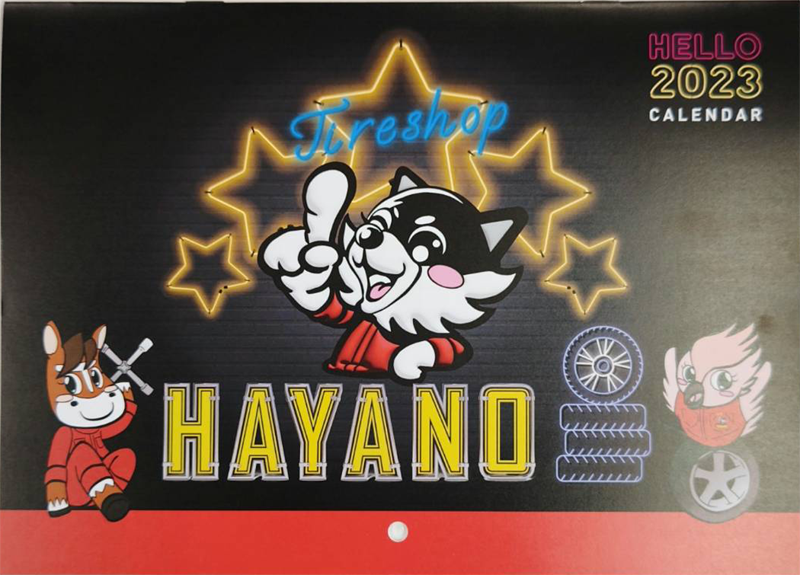 HELLO
2023
CALENDAR
Tireshop
HAYANO